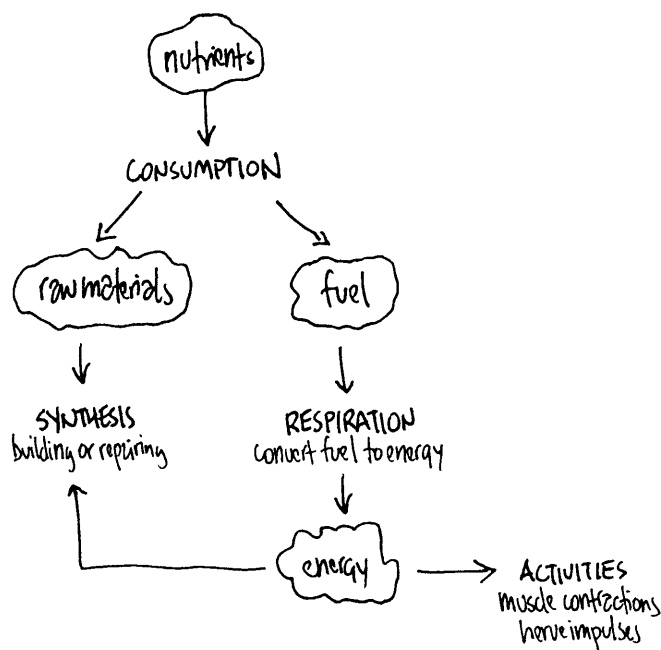 nutrients
CONSUMPTION
raw materials
fuel
SYNTHESIS
building or repairing
RESPIRATION
convert fuel to energy
energy
ACTIVITIES
muscle contractions
nerve impulses